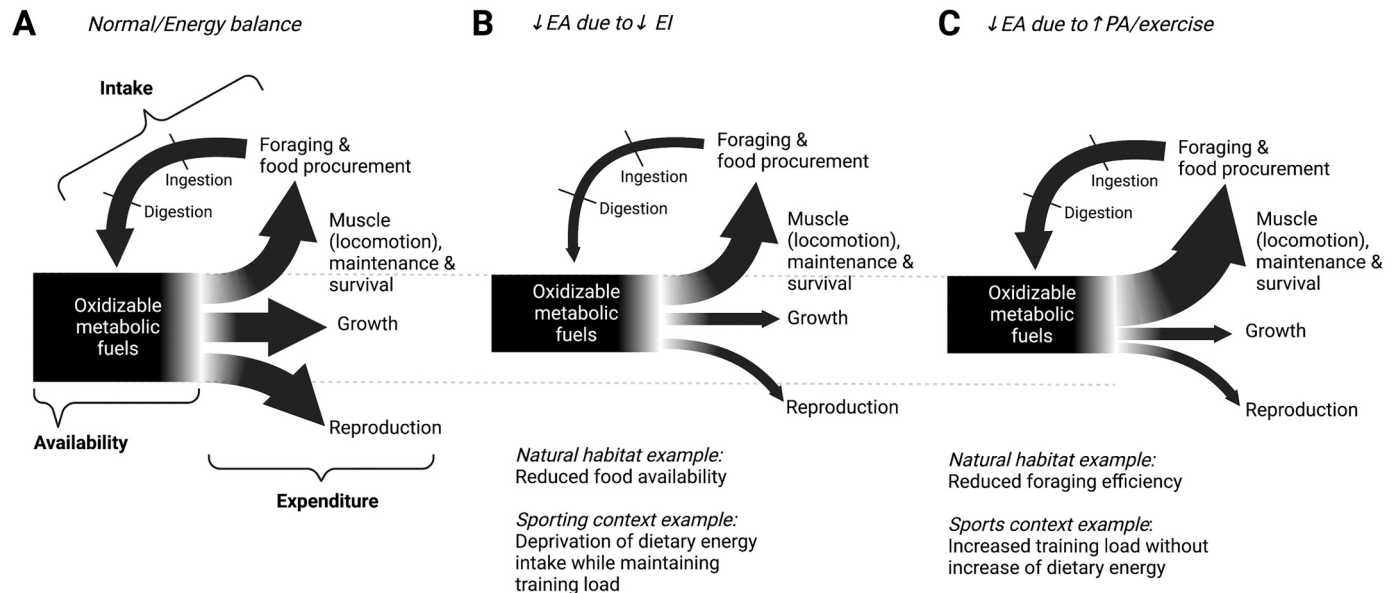 A
Normal/Energy balance
Intake
Foraging &
food procurement
Ingestion
Digestion
Muscle
(locomotion),
maintenance &
survival
Oxidizable
metabolic
fuels
Growth
Reproduction
Availability
Expenditure
B
↓EA due to↓ EI
Foraging &
food procurement
Ingestion
Digestion
Muscle
(locomotion),
maintenance &
survival
Oxidizable
metabolic
fuels
Growth
Reproduction
Natural habitat example:
Reduced food availability
Sporting context example:
Deprivation of dietary energy
intake while maintaining
training load
C
↓EA due to↑PA/exercise
Foraging &
food procurement
Ingestion
Digestion
Muscle
(locomotion),
maintenance &
survival
Oxidizable
metabolic
fuels
Growth
Reproduction
Natural habitat example:
Reduced foraging efficiency
Sports context example:
Increased training load without
increase of dietary energy